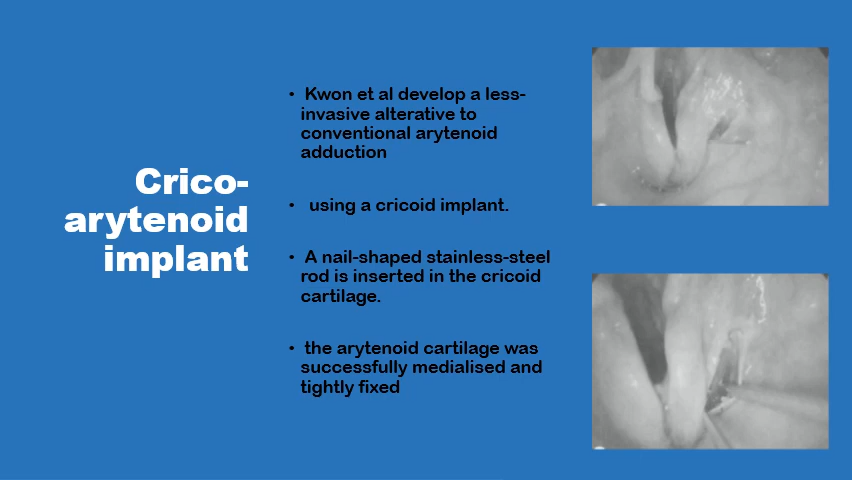 Crico-
arytenoid
implant
• Kwon et al develop a less-
invasive alterative to
conventional arytenoid
adduction
• using a cricoid implant.
• A nail-shaped stainless-steel
rod is inserted in the cricoid
cartilage.
• the arytenoid cartilage was
successfully medialised and
tightly fixed